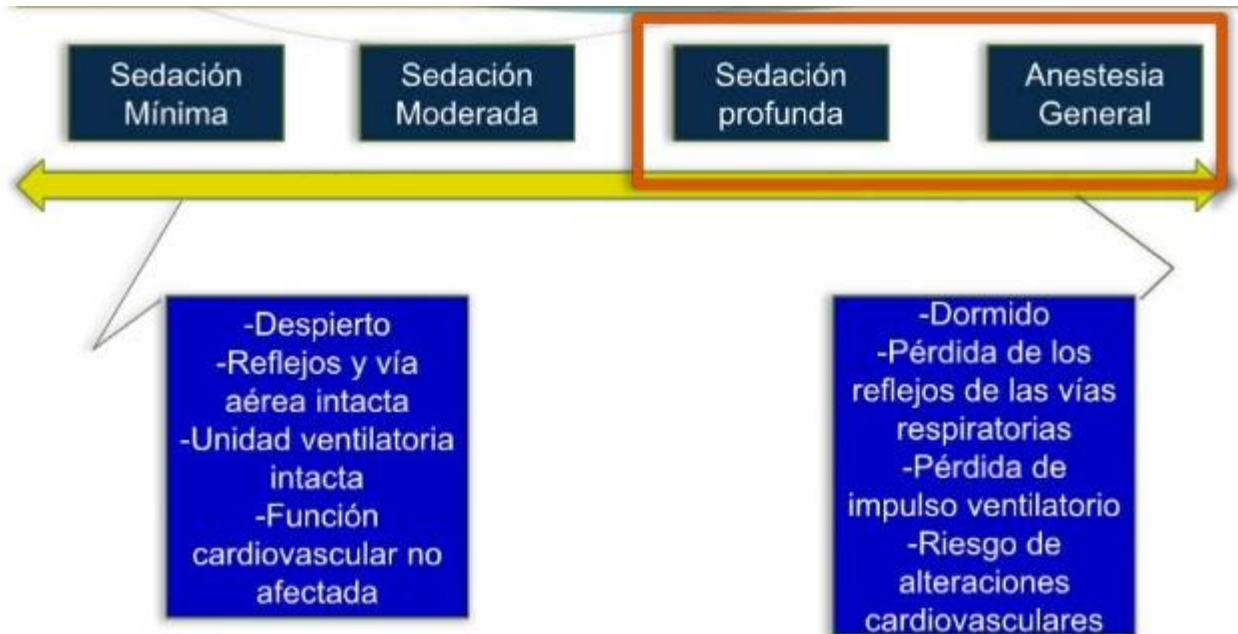 Sedación
Mínima
Sedación
Moderada
Sedación
profunda
Anestesia
General
-Despierto
-Reflejos y vía
aérea intacta
-Unidad ventilatoria
intacta
-Función
cardiovascular no
afectada
-Dormido
-Pérdida de los
reflejos de las vías
respiratorias
-Pérdida de
impulso ventilatorio
-Riesgo de
alteraciones
cardiovasculares